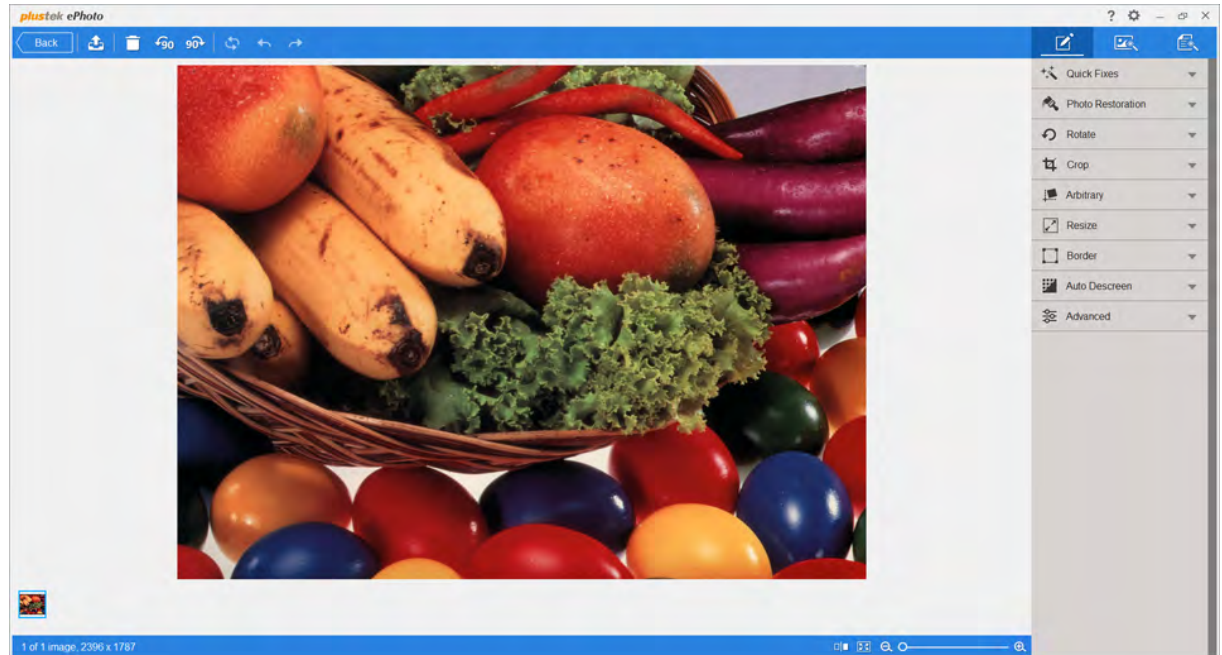 plustek ePhoto
?
Back
90 90
Quick Fixes
Photo Restoration
Rotate
Crop
Arbitrary
Resize
Border
Auto Descreen
Advanced
1 of 1 image, 2396 x 1787